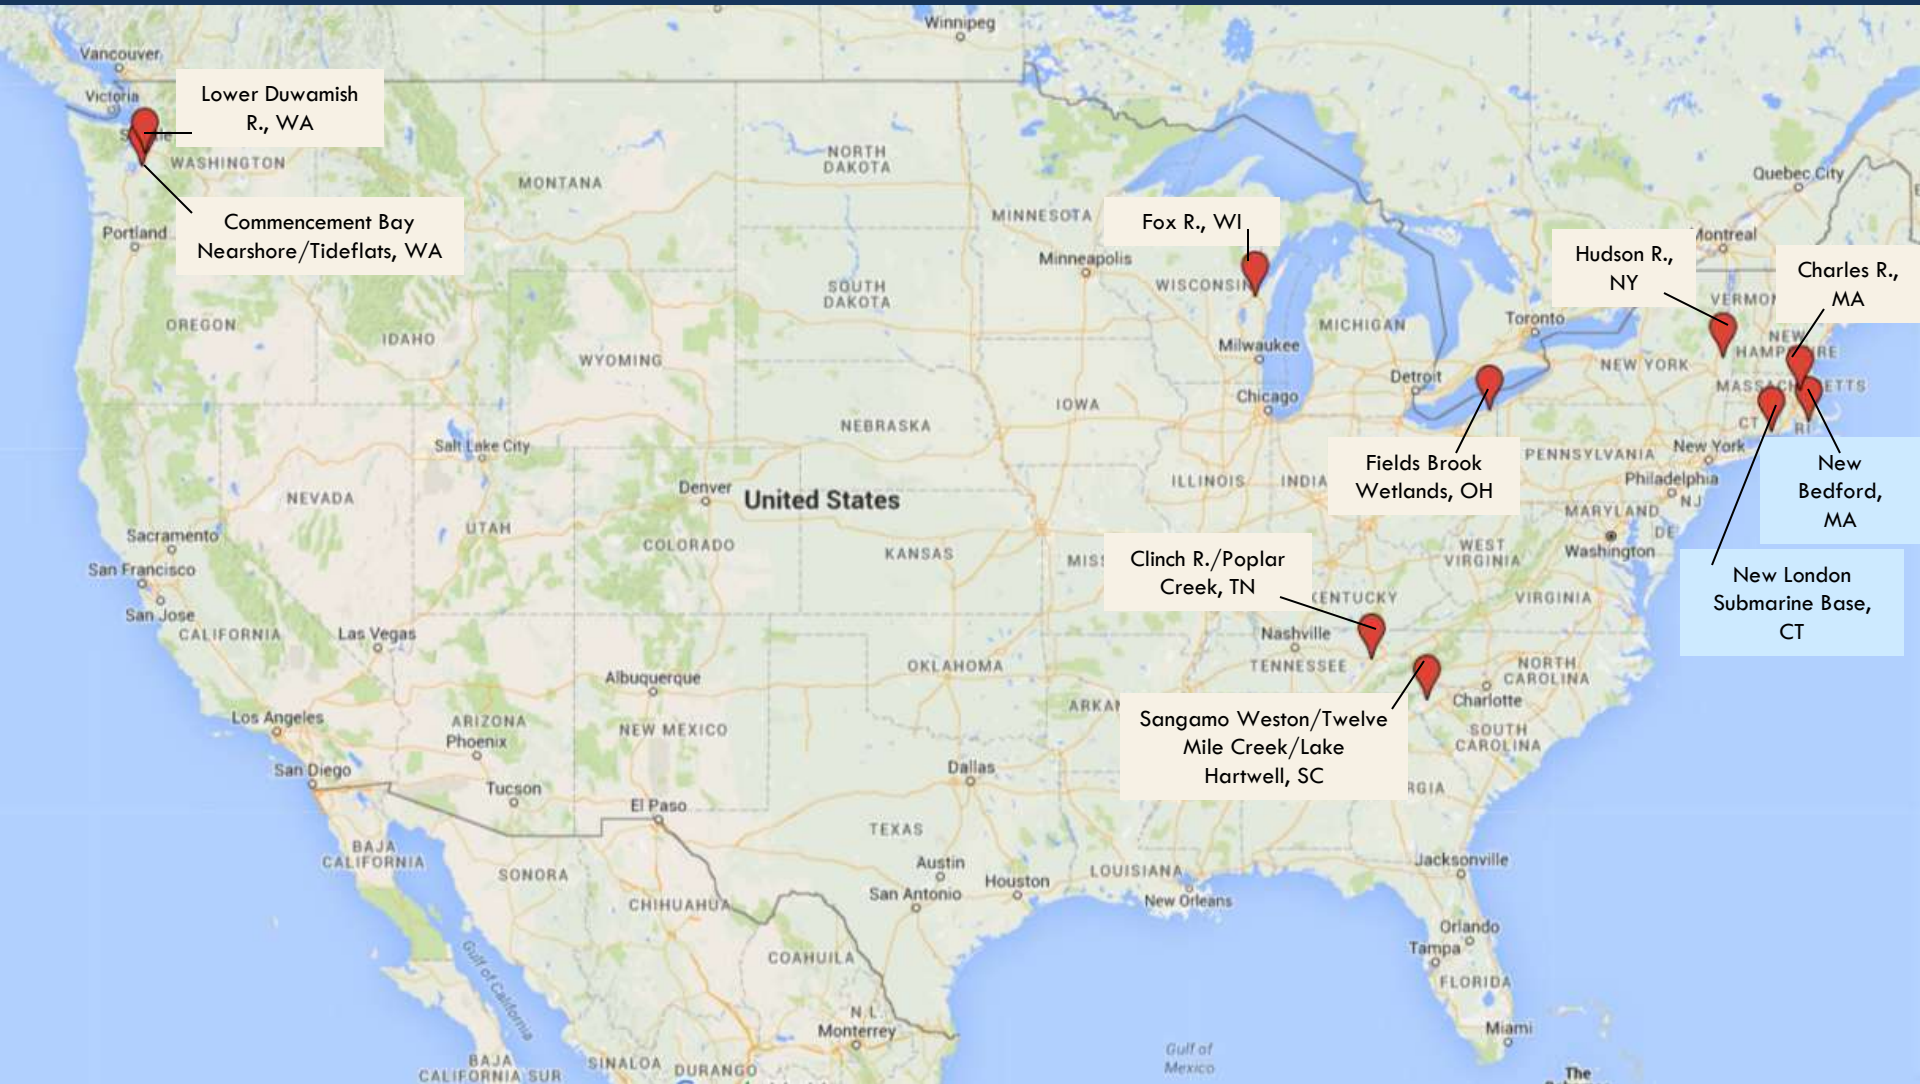 Winnipeg
Vancouver
Victoria
Lower Duwamish
R., WA
WASHINGTON
Commencement Bay
Nearshore/Tideflats, WA
Portland
MONTANA
NORTH
DAKOTA
MINNESOTA
Minneapolis
Fox R., WI
WISCONSIN
Quebec City
Montreal
Hudson R.,
NY
Charles R.,
MA
VERMON
NEW
HAMPSHIRE
MASSACHUSETTS
OREGON
IDAHO
WYOMING
SOUTH
DAKOTA
Milwaukee
MICHIGAN
Toronto
NEW YORK
Detroit
Chicago
IOWA
NEBRASKA
Salt Lake City
CT
RI
New York
PENNSYLVANIA
Philadelphia
NJ
Fields Brook
Wetlands, OH
New
Bedford,
MA
ILLINOIS
INDIA
NEVADA
UTAH
Denver
United States
COLORADO
KANSAS
MISS
MARYLAND
DE
Washington
WEST
VIRGINIA
VIRGINIA
New London
Submarine Base,
CT
Clinch R./Poplar
Creek, TN
KENTUCKY
Nashville
TENNESSEE
NORTH
CAROLINA
Charlotte
SOUTH
CAROLINA
Sacramento
San Francisco
San Jose
CALIFORNIA
Las Vegas
Los Angeles
San Diego
ARIZONA
Phoenix
Tucson
Albuquerque
NEW MEXICO
El Paso
OKLAHOMA
ARKAN
Sangamo Weston/Twelve
Mile Creek/Lake
Hartwell, SC
RGIA
Dallas
TEXAS
Austin
San Antonio
Houston
LOUISIANA
New Orleans
Jacksonville
Orlando
Tampa
FLORIDA
Miami
BAJA
CALIFORNIA
SONORA
CHIHUAHUA
COAHUILA
N.L.
Monterrey
Gulf of California
BAJA
CALIFORNIA SUR
SINALOA
DURANGO
Gulf of
Mexico
The